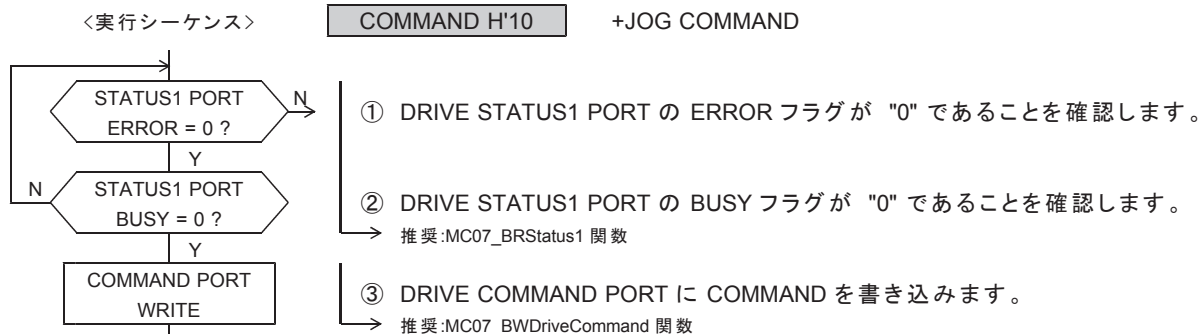 〈実行シーケンス〉 COMMAND H'10 +JOG COMMAND
STATUS1 PORT
ERROR = 0 ?
N
① DRIVE STATUS1 PORT の ERROR フラグが "0" であることを確認します。
Y
N
STATUS1 PORT
BUSY = 0 ?
② DRIVE STATUS1 PORT の BUSY フラグが "0" であることを確認します。
推奨:MC07_BRStatus1 関数
Y
COMMAND PORT
WRITE
③ DRIVE COMMAND PORT に COMMAND を書き込みます。
推奨:MC07_BWDriveCommand 関数